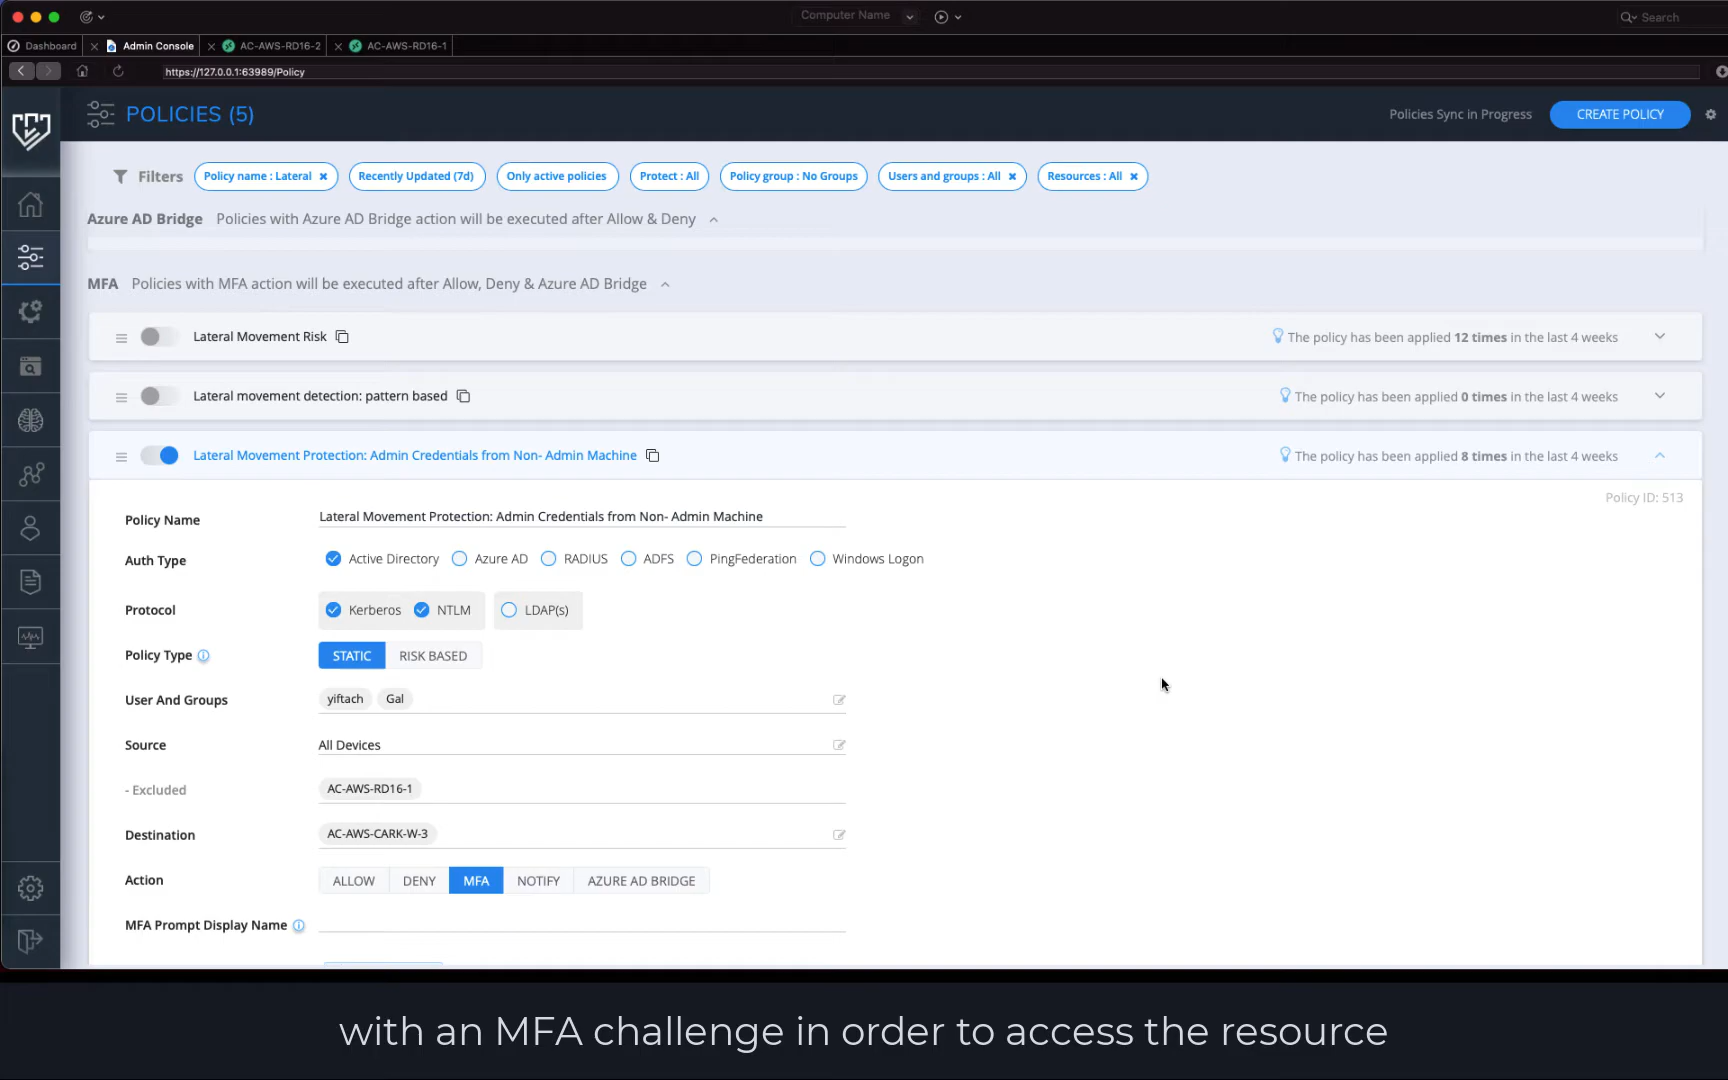 Computer Name
Search
Dashboard
Admin Console
AC-AWS-RD16-2
AC-AWS-RD16-1
https://127.0.0.1:63989/Policy
POLICIES (5)
Policies Sync in Progress
CREATE POLICY
Filters
Policy name : Lateral
Recently Updated (7d)
Only active policies
Protect : All
Policy group : No Groups
Users and groups : All
Resources : All
Azure AD Bridge Policies with Azure AD Bridge action will be executed after Allow & Deny
MFA Policies with MFA action will be executed after Allow, Deny & Azure AD Bridge
Lateral Movement Risk
The policy has been applied 12 times in the last 4 weeks
Lateral movement detection: pattern based
The policy has been applied 0 times in the last 4 weeks
Lateral Movement Protection: Admin Credentials from Non- Admin Machine
The policy has been applied 8 times in the last 4 weeks
Policy ID: 513
Policy Name
Lateral Movement Protection: Admin Credentials from Non- Admin Machine
Auth Type
Active Directory
Azure AD
RADIUS
ADFS
PingFederation
Windows Logon
Protocol
Kerberos
NTLM
LDAP(s)
Policy Type
STATIC
RISK BASED
User And Groups
yiftach
Gal
Source
All Devices
- Excluded
AC-AWS-RD16-1
Destination
AC-AWS-CARK-W-3
Action
ALLOW
DENY
MFA
NOTIFY
AZURE AD BRIDGE
MFA Prompt Display Name
with an MFA challenge in order to access the resource